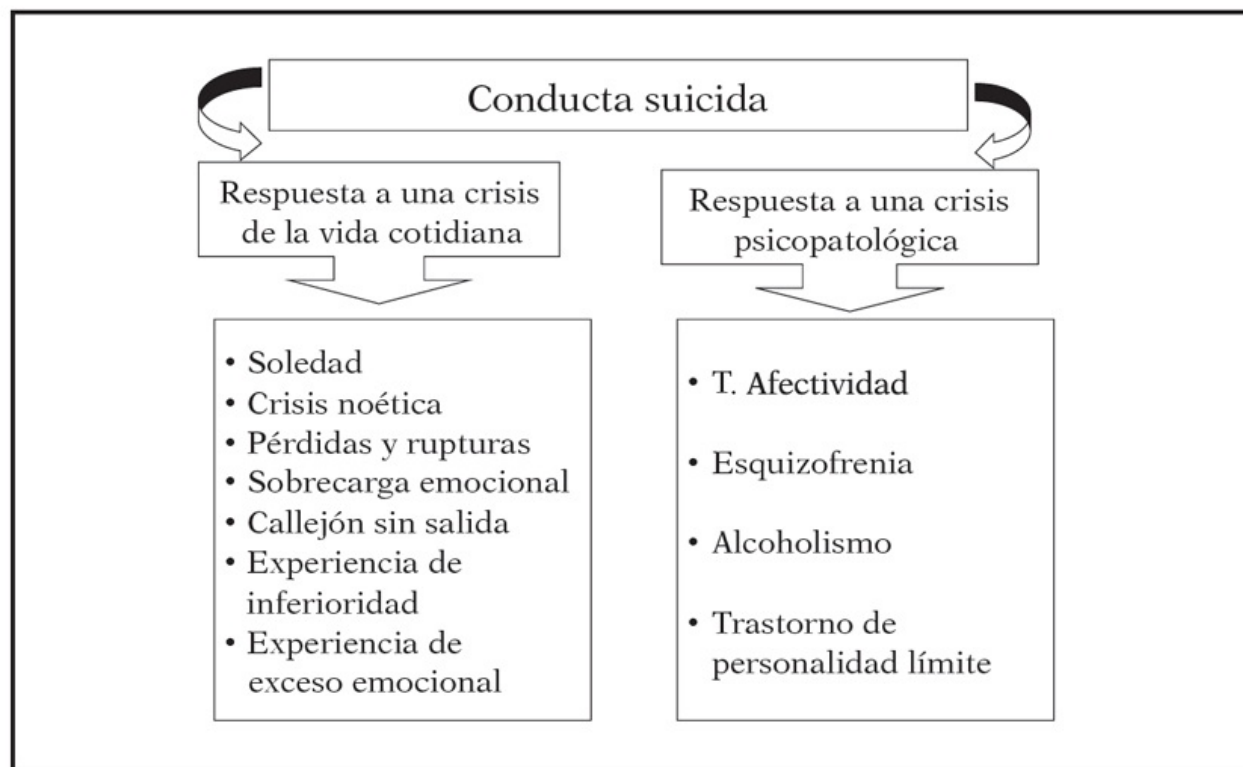 Conducta suicida
Respuesta a una crisis
de la vida cotidiana
• Soledad
• Crisis noética
• Pérdidas y rupturas
• Sobrecarga emocional
• Callejón sin salida
• Experiencia de
inferioridad
• Experiencia de
exceso emocional
Respuesta a una crisis
psicopatológica
• T. Afectividad
• Esquizofrenia
• Alcoholismo
• Trastorno de
personalidad límite